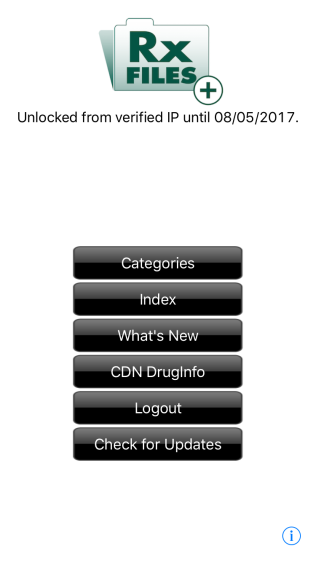 Rx
FILES
Unlocked from verified IP until 08/05/2017.
Categories
Index
What's New
CDN DrugInfo
Logout
Check for Updates